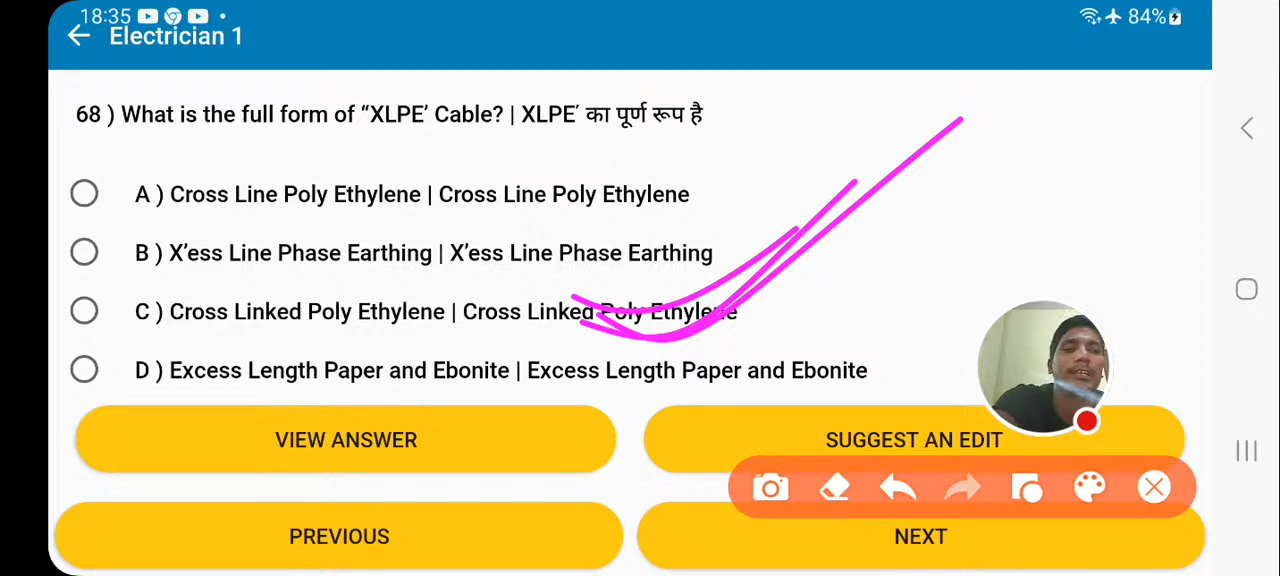 18:35
84%
Electrician 1
68 ) What is the full form of “XLPE’ Cable? | XLPE’ का पूर्ण रूप है
A ) Cross Line Poly Ethylene | Cross Line Poly Ethylene
B ) X’ess Line Phase Earthing | X’ess Line Phase Earthing
C ) Cross Linked Poly Ethylene | Cross Linked Poly Ethylene
D ) Excess Length Paper and Ebonite | Excess Length Paper and Ebonite
VIEW ANSWER
SUGGEST AN EDIT
PREVIOUS
NEXT